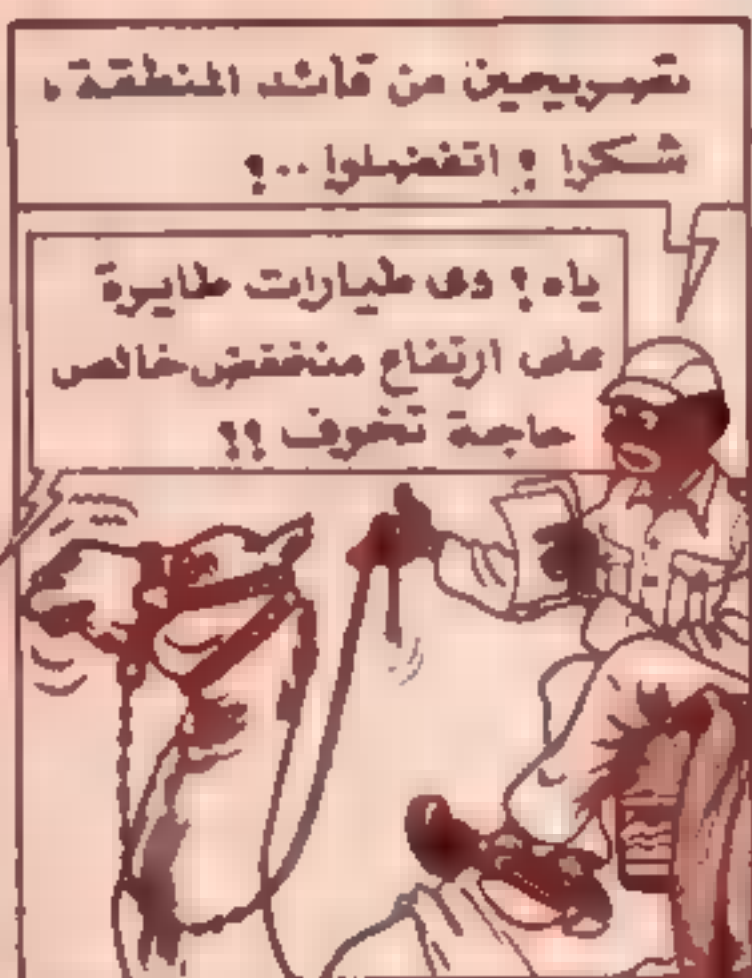 تصريحين من قائد المنطقة ،
شكرا ! اتفضلوا ..!
ياه ! دى طيارات طايرة
على ارتفاع منخفض خالص
حاجة تخوف !!